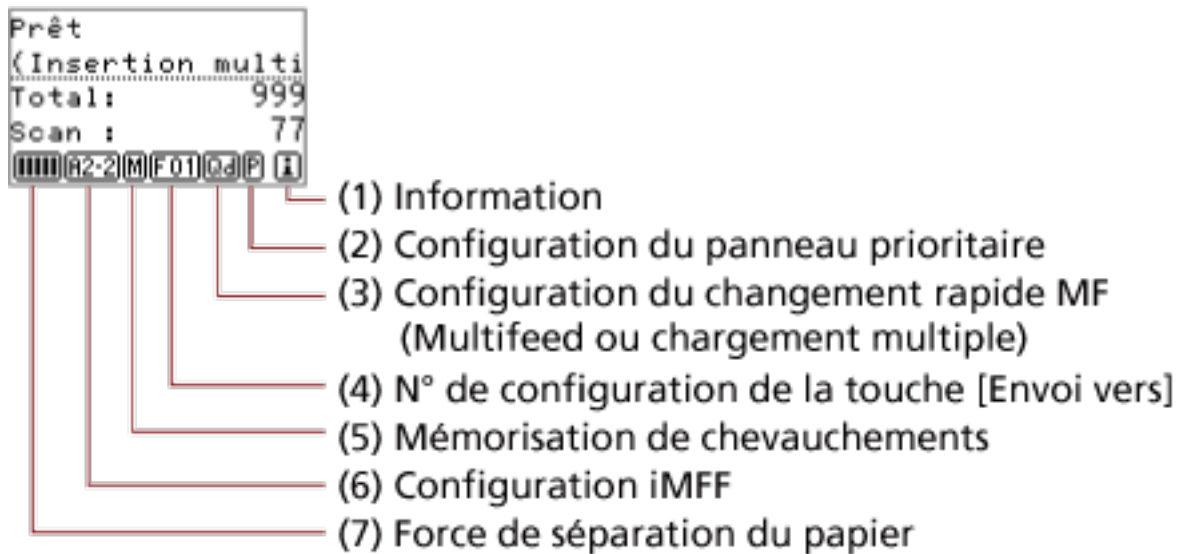 Prêt
(Insertion multi
Total: 999
Scan : 77
A2-2 M F 01 Qd P i
(1) Information
(2) Configuration du panneau prioritaire
(3) Configuration du changement rapide MF
(Multifeed ou chargement multiple)
(4) N° de configuration de la touche [Envoi vers]
(5) Mémorisation de chevauchements
(6) Configuration iMFF
(7) Force de séparation du papier